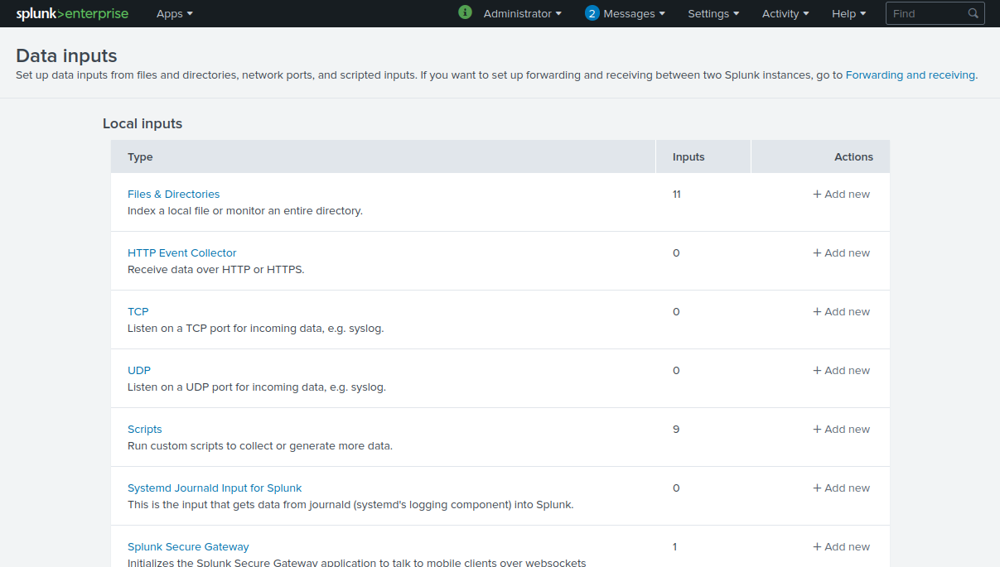 splunk>enterprise Apps i Administrator 2 Messages Settings Activity Help Find
Data inputs
Set up data inputs from files and directories, network ports, and scripted inputs. If you want to set up forwarding and receiving between two Splunk instances, go to Forwarding and receiving.
Local inputs
Type Inputs Actions
Files & Directories 11 + Add new
Index a local file or monitor an entire directory.
HTTP Event Collector 0 + Add new
Receive data over HTTP or HTTPS.
TCP 0 + Add new
Listen on a TCP port for incoming data, e.g. syslog.
UDP 0 + Add new
Listen on a UDP port for incoming data, e.g. syslog.
Scripts 9 + Add new
Run custom scripts to collect or generate more data.
Systemd Journald Input for Splunk 0 + Add new
This is the input that gets data from journald (systemd's logging component) into Splunk.
Splunk Secure Gateway 1 + Add new
Initializes the Splunk Secure Gateway application to talk to mobile clients over websockets